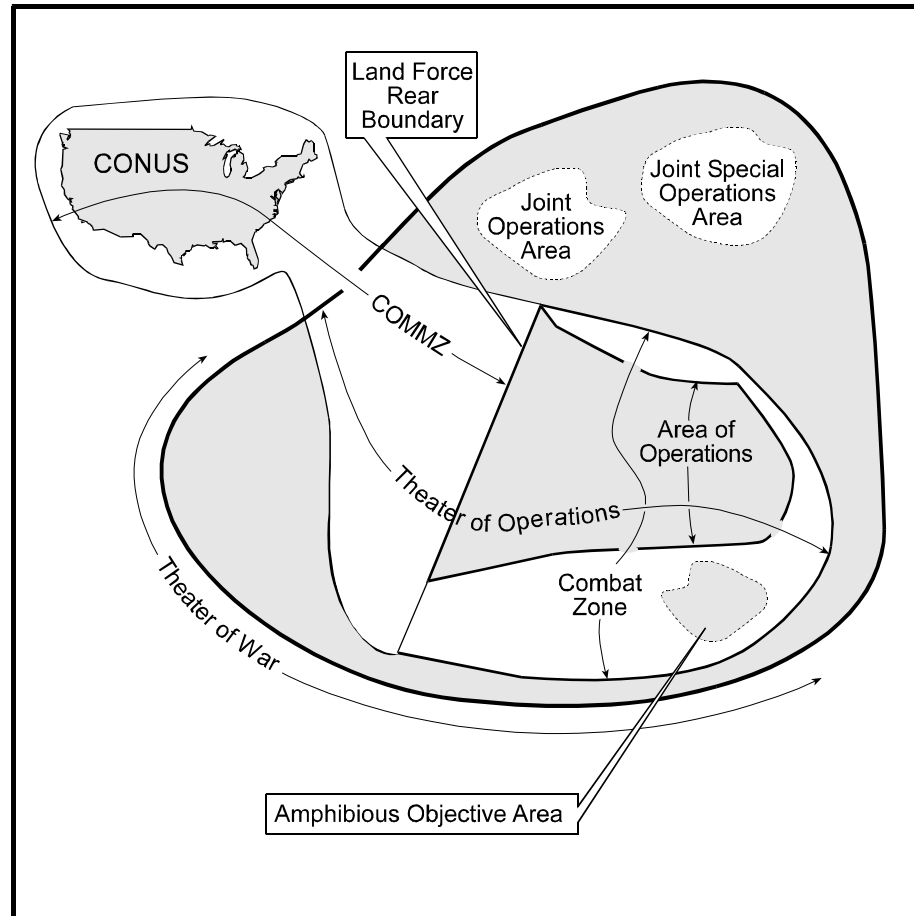 Land Force
Rear
Boundary
CONUS
Joint Special
Operations
Area
Joint
Operations
Area
COMMZ
Area of
Operations
Theater of Operations
Combat
Zone
Theater of War
Amphibious Objective Area